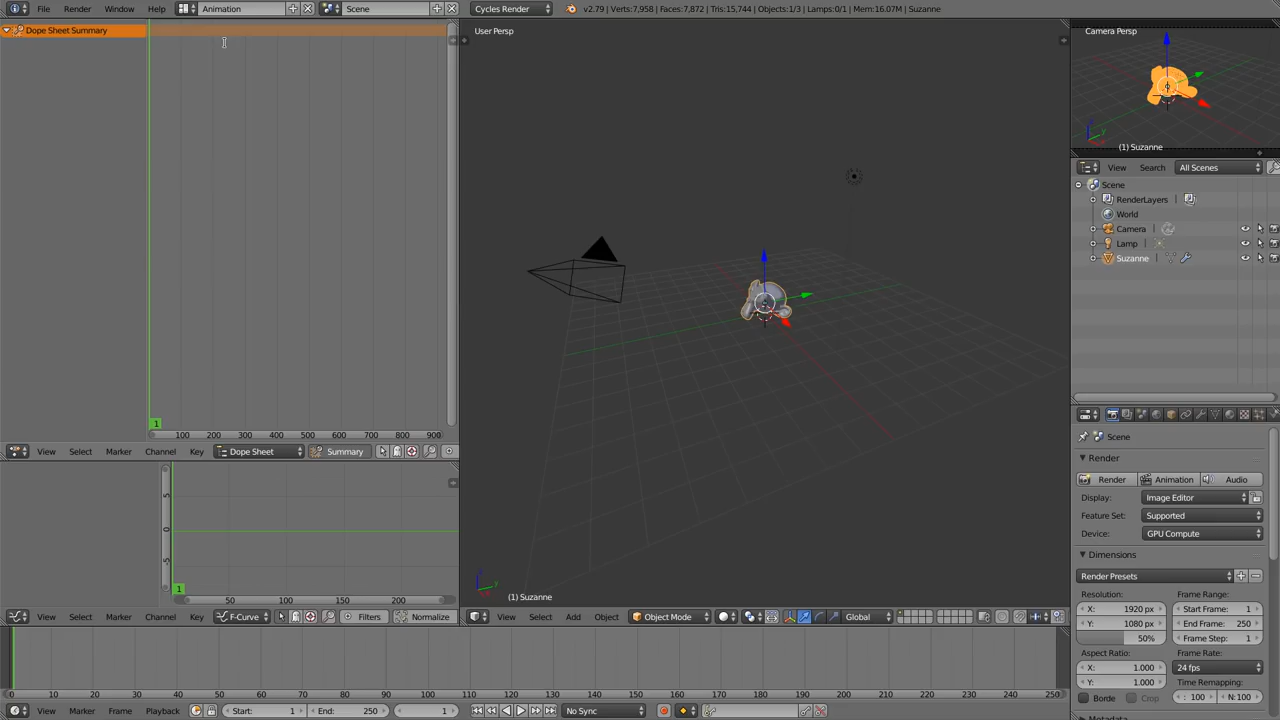 File Render Window Help Animation Scene Cycles Render v2.79 | Verts:7,958 | Faces:7,872 | Tris:15,744 | Objects:1/3 | Lamps:0/1 | Mem:16.07M | Suzanne
Dope Sheet Summary
User Persp
Camera Persp
(1) Suzanne
View Search All Scenes
Scene
RenderLayers
World
Camera
Lamp
Suzanne
1
100 200 300 400 500 600 700 800 900
View Select Marker Channel Key Dope Sheet Summary
5
0
5
1
50 100 150 200
View Select Marker Channel Key F-Curve Filters Normalize
(1) Suzanne
View Select Add Object Object Mode Global
Scene
Render
Render Animation Audio
Display: Image Editor
Feature Set: Supported
Device: GPU Compute
Dimensions
Render Presets
Resolution: Frame Range:
X: 1920 px Start Frame: 1
Y: 1080 px End Frame: 250
50% Frame Step: 1
Aspect Ratio: Frame Rate:
X: 1.000 24 fps
Y: 1.000 Time Remapping:
Borde Crop : 100 N: 100
0 10 20 30 40 50 60 70 80 90 100 110 120 130 140 150 160 170 180 190 200 210 220 230 240 250
View Marker Frame Playback Start: 1 End: 250 1 No Sync